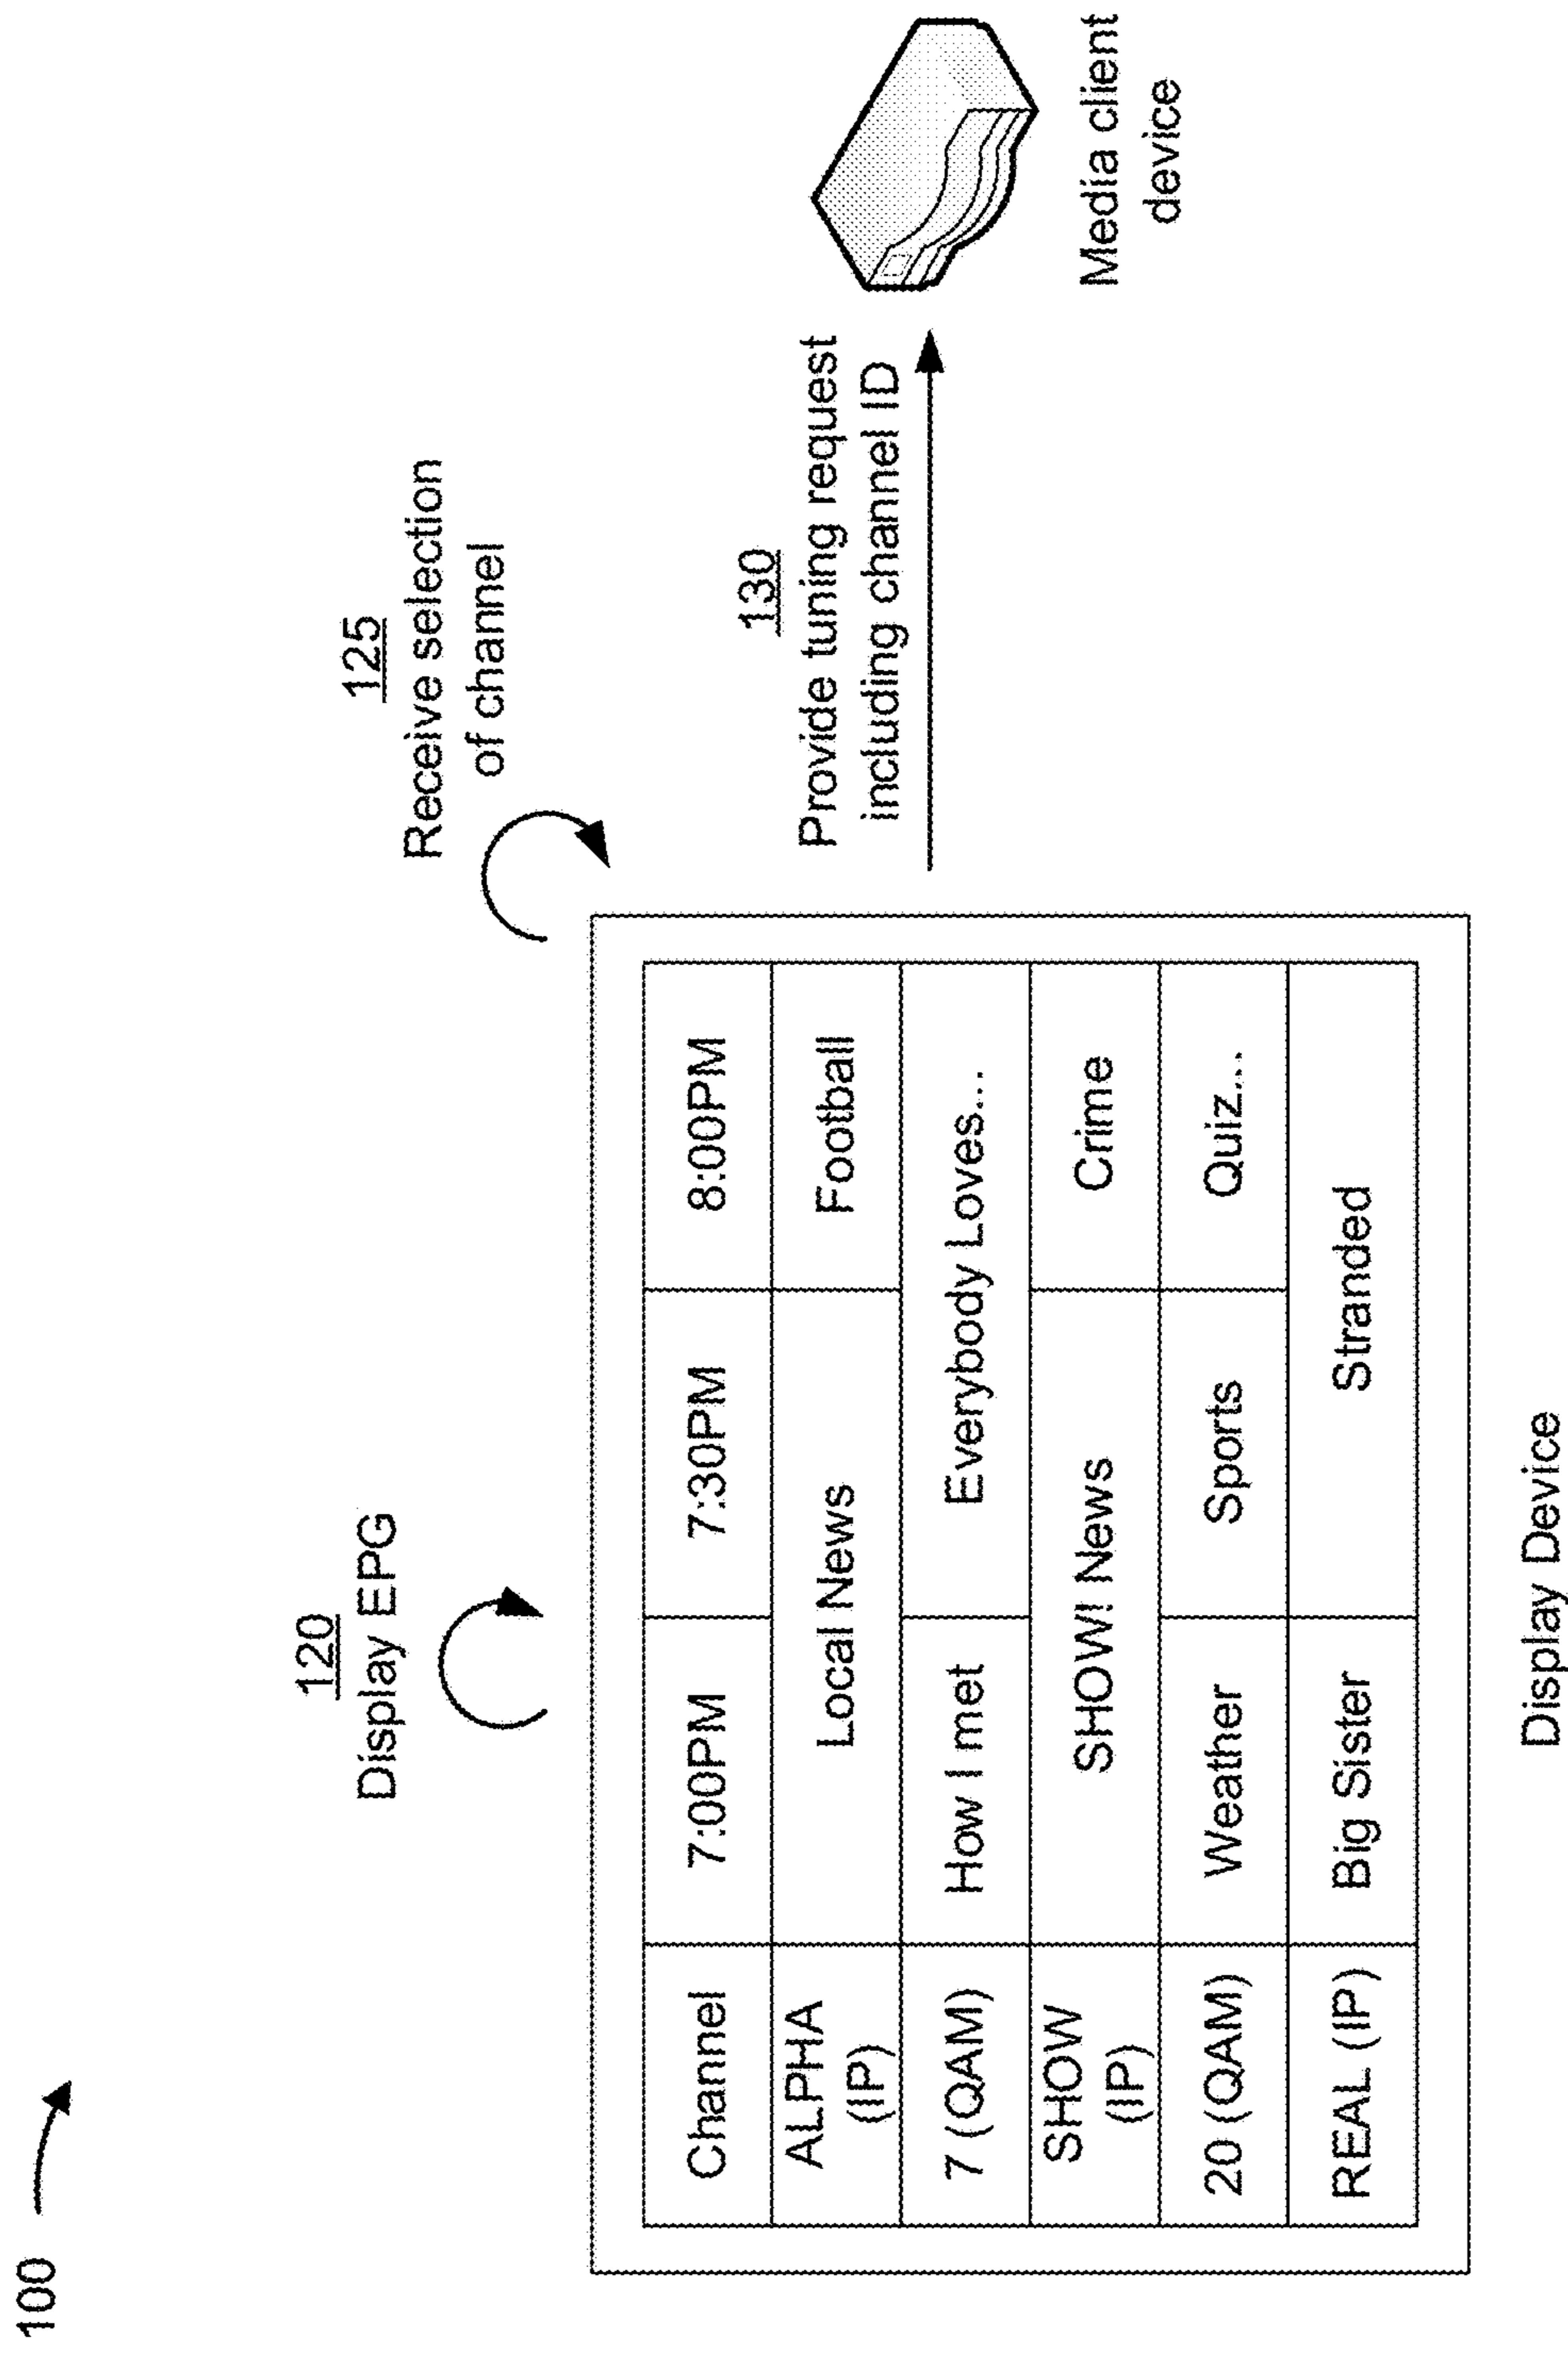 100
120
Display EPG
125
Receive selection
of channel
130
Provide tuning request
including channel ID
Channel 7:00PM 7:30PM 8:00PM
ALPHA
(IP)
Local News Football
7 (QAM) How I met Everybody Loves...
SHOW
(IP)
SHOW! News Crime
20 (QAM) Weather Sports Quiz...
REAL (IP) Big Sister Stranded
Media client
device
Display Device